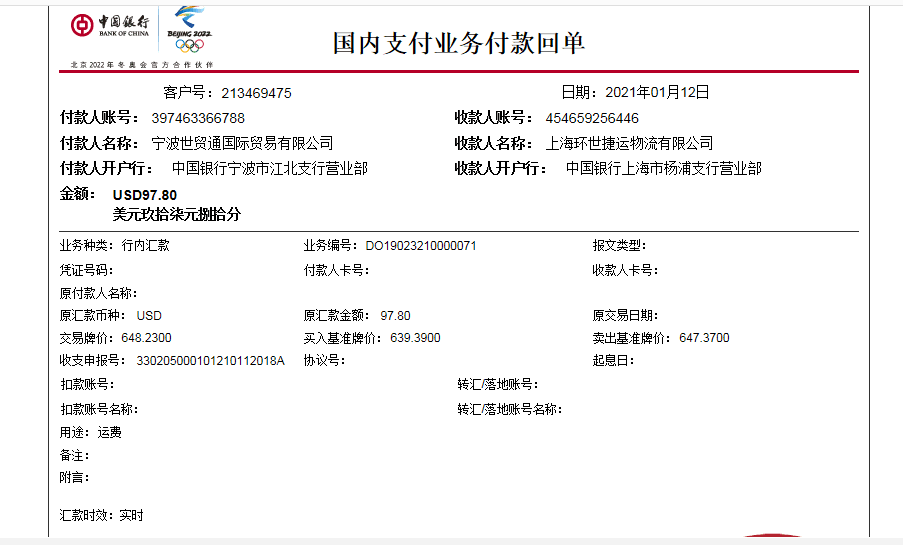 中国银行
BANK OF CHINA
BEIJING 2022
北京2022年冬奥会官方合作伙伴
国内支付业务付款回单
客户号：213469475 日期：2021年01月12日
付款人账号：397463366788 收款人账号：454659256446
付款人名称：宁波世贸通国际贸易有限公司 收款人名称：上海环世捷运物流有限公司
付款人开户行：中国银行宁波市江北支行营业部 收款人开户行：中国银行上海市杨浦支行营业部
金额：USD97.80
美元玖拾柒元捌拾分
业务种类：行内汇款 业务编号：DO19023210000071 报文类型：
凭证号码： 付款人卡号： 收款人卡号：
原付款人名称：
原汇款币种：USD 原汇款金额：97.80 原交易日期：
交易牌价：648.2300 买入基准牌价：639.3900 卖出基准牌价：647.3700
收支申报号：330205000101210112018A 协议号： 起息日：
扣款账号： 转汇/落地账号：
扣款账号名称： 转汇/落地账号名称：
用途：运费
备注：
附言：
汇款时效：实时